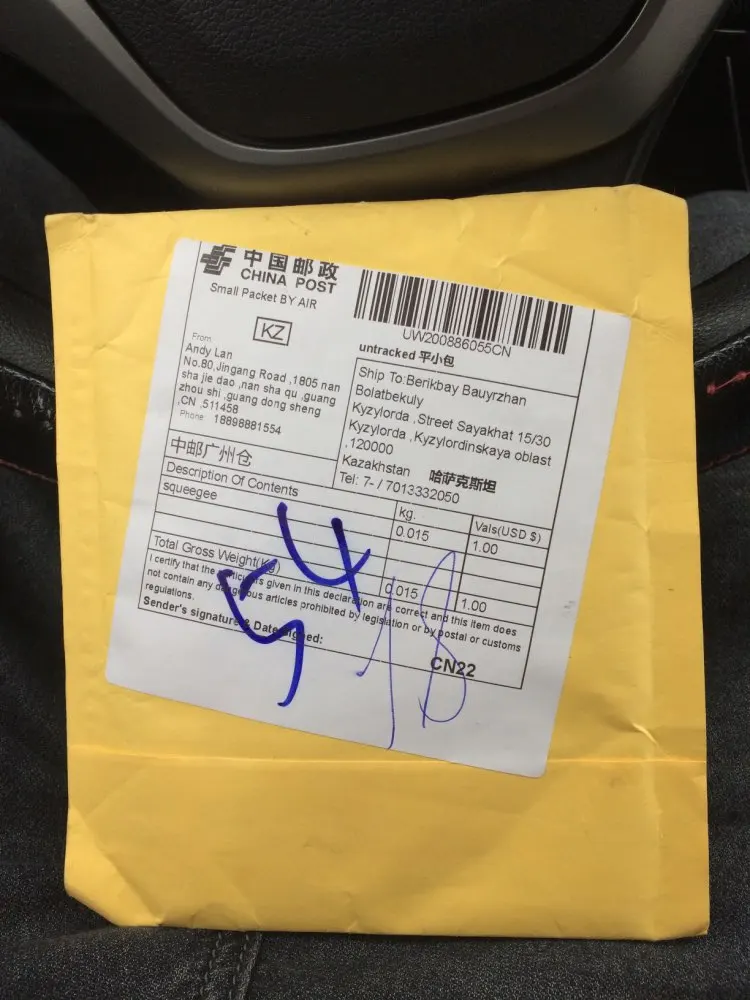 中国邮政
CHINA POST
Small Packet BY AIR
KZ
UW200886055CN
untracked 平小包
From
Andy Lan
No.80,Jingang Road ,1805 nan
sha jie dao ,nan sha qu ,guang
zhou shi ,guang dong sheng
,CN ,511458
Phone 18898881554
Ship To:Berikbay Bauyrzhan
Bolatbekuly
Kyzylorda ,Street Sayakhat 15/30
Kyzylorda ,Kyzylordinskaya oblast
,120000
Kazakhstan 哈萨克斯坦
Tel: 7- / 7013332050
中邮广州仓
Description Of Contents
kg.
Vals(USD $)
squeegee
0.015
1.00
Total Gross Weight(Kg)
0.015
1.00
I certify that the particulars given in this declaration are correct and this item does
not contain any dangerous articles prohibited by legislation or by postal or customs
regulations.
Sender's signature & Date signed:
CN22
54
18